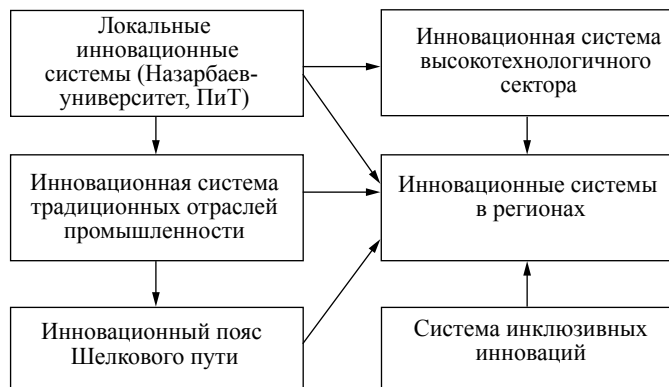 Локальные
инновационные
системы (Назарбаев-
университет, ПиТ)
Инновационная система
высокотехнологичного
сектора
Инновационная система
традиционных отраслей
промышленности
Инновационные системы
в регионах
Инновационный пояс
Шелкового пути
Система инклюзивных
инноваций